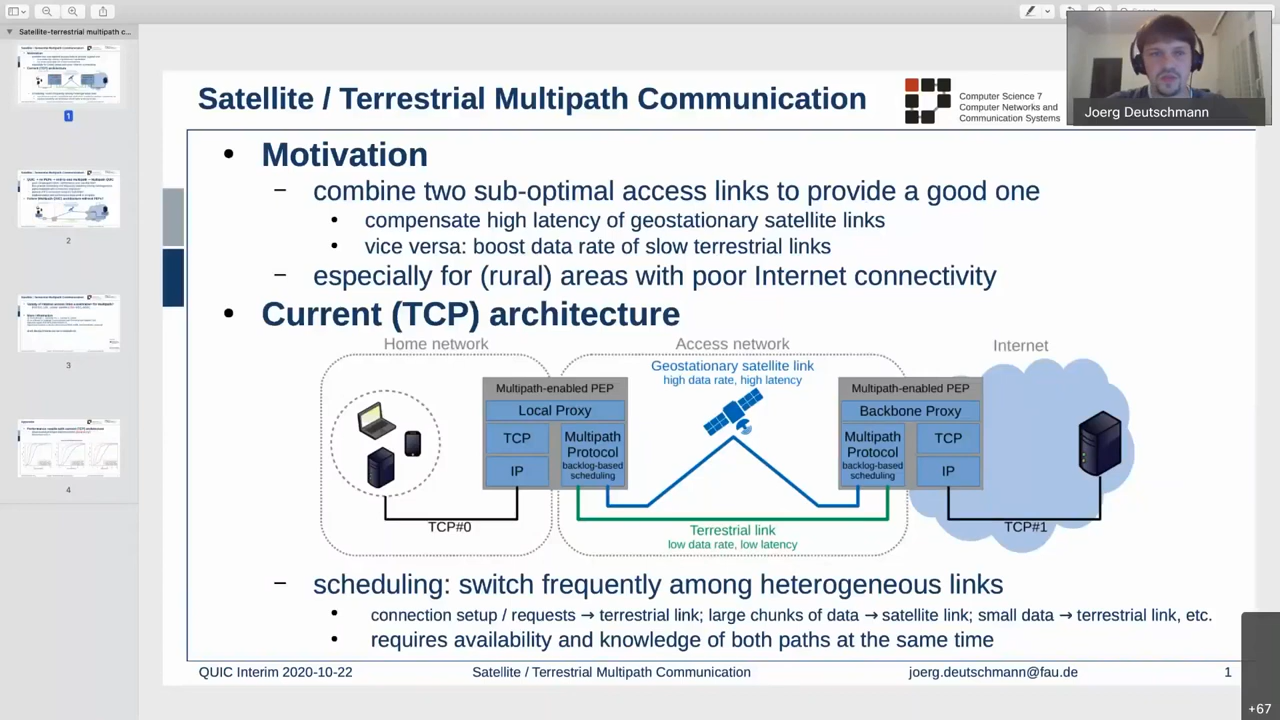 Satellite-terrestrial multipath c...
1
2
3
4
Satellite / Terrestrial Multipath Communication
Computer Science 7
Computer Networks and
Communication Systems
Joerg Deutschmann
• Motivation
– combine two sub-optimal access links to provide a good one
• compensate high latency of geostationary satellite links
• vice versa: boost data rate of slow terrestrial links
– especially for (rural) areas with poor Internet connectivity
• Current (TCP) architecture
Home network
Access network
Internet
Geostationary satellite link
high data rate, high latency
Multipath-enabled PEP
Local Proxy
TCP
IP
Multipath
Protocol
backlog-based
scheduling
Multipath-enabled PEP
Backbone Proxy
Multipath
Protocol
backlog-based
scheduling
TCP
IP
TCP#0
Terrestrial link
low data rate, low latency
TCP#1
– scheduling: switch frequently among heterogeneous links
• connection setup / requests → terrestrial link; large chunks of data → satellite link; small data → terrestrial link, etc.
• requires availability and knowledge of both paths at the same time
QUIC Interim 2020-10-22
Satellite / Terrestrial Multipath Communication
joerg.deutschmann@fau.de
1
+67